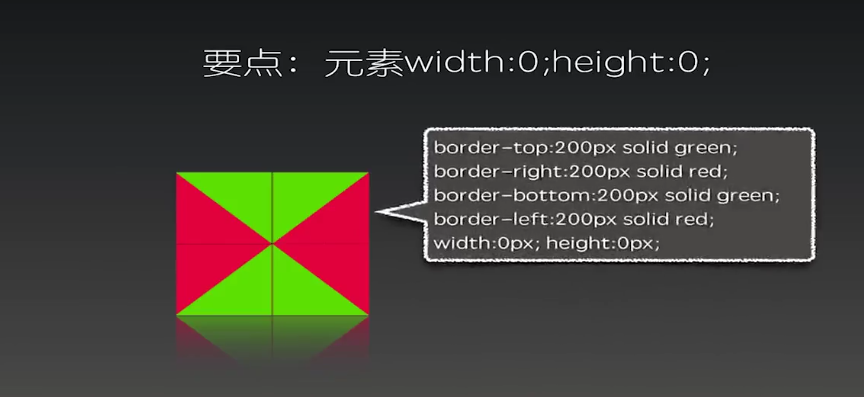 要点： 元素width:0;height:0;
border-top:200px solid green;
border-right:200px solid red;
border-bottom:200px solid green;
border-left:200px solid red;
width:0px; height:0px;